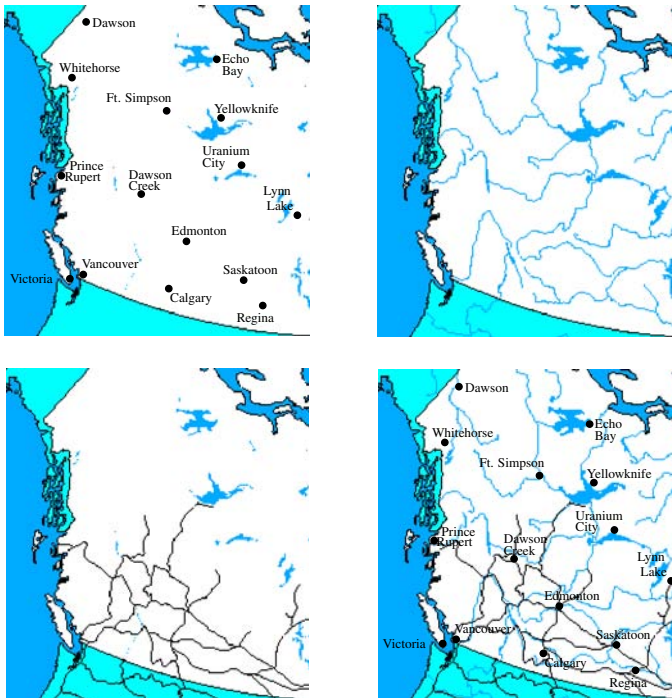 Dawson
Echo
Bay
Whitehorse
Ft. Simpson
Yellowknife
Uranium
City
Prince
Rupert
Dawson
Creek
Lynn
Lake
Edmonton
Vancouver
Victoria
Saskatoon
Calgary
Regina
Dawson
Echo
Bay
Whitehorse
Ft. Simpson
Yellowknife
Uranium
City
Prince
Rupert
Dawson
Creek
Lynn
Lake
Edmonton
Vancouver
Victoria
Saskatoon
Calgary
Regina